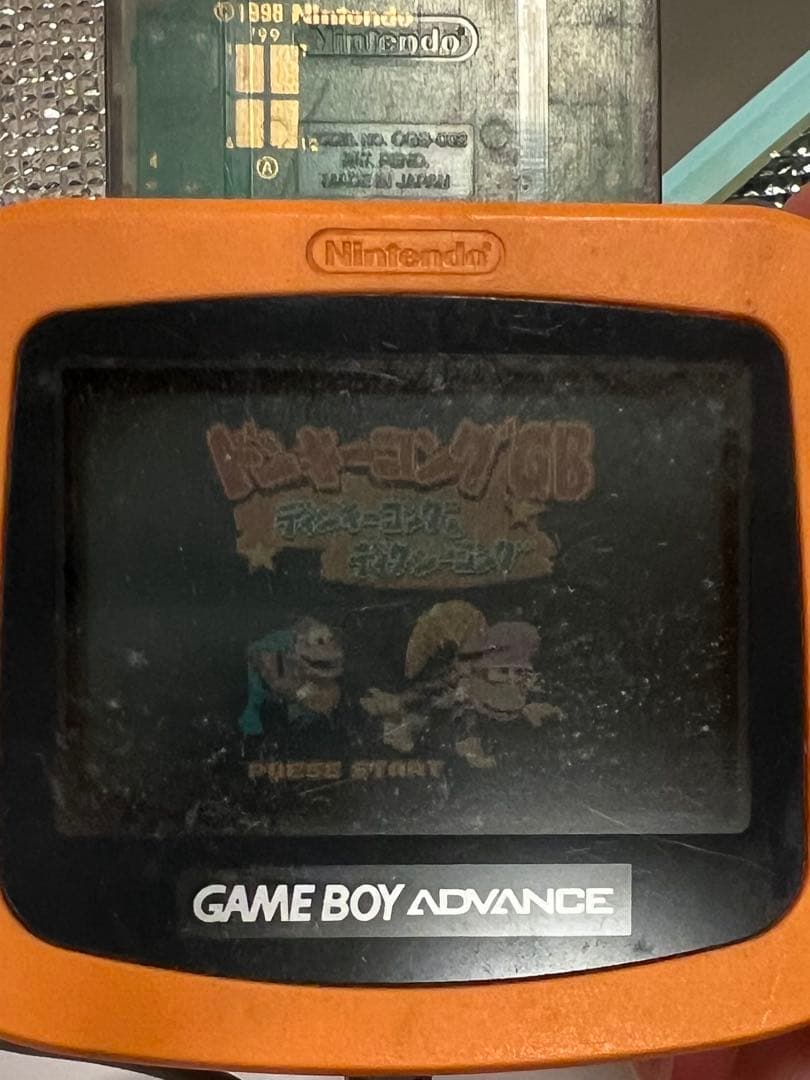 © 1998 Nintendo
'99
Nintendo
MADE IN JAPAN
A
Nintendo
ドンキーコングGB
ディンキーコング&
ディクシーコング
PRESS START
GAME BOY ADVANCE